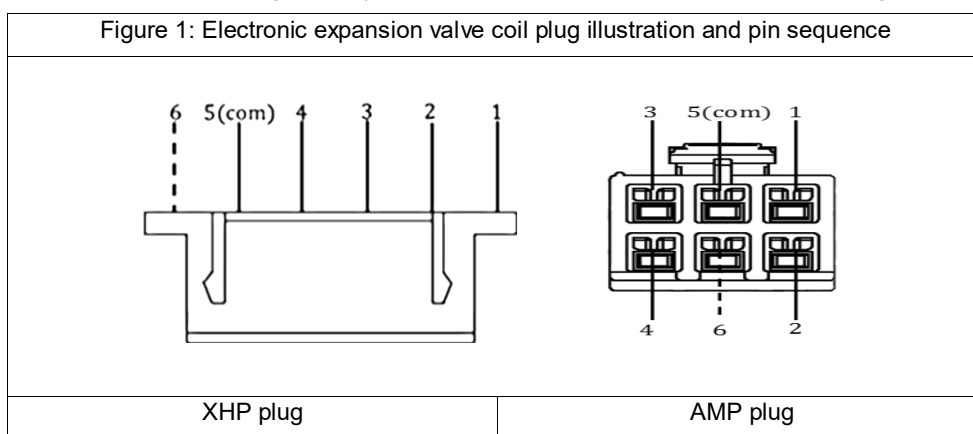 Figure 1: Electronic expansion valve coil plug illustration and pin sequence
6 5(com) 4 3 2 1
3 5(com) 1
4 6 2
XHP plug
AMP plug